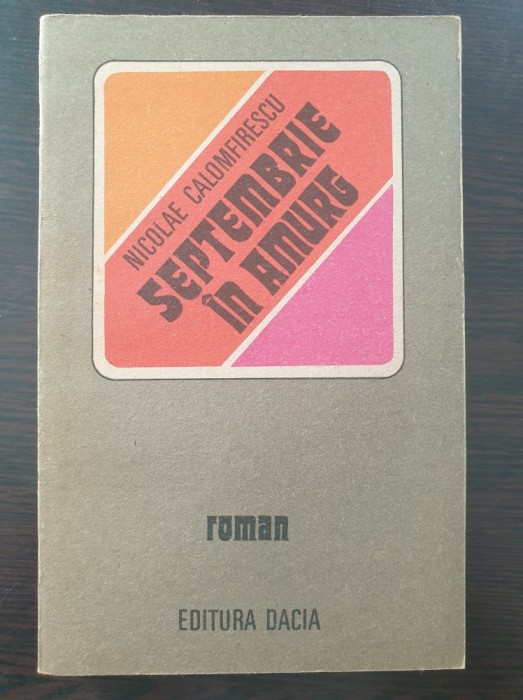 NICOLAE CALOMFIRESCU
SEPTEMBRIE
ÎN AMURG
roman
EDITURA DACIA